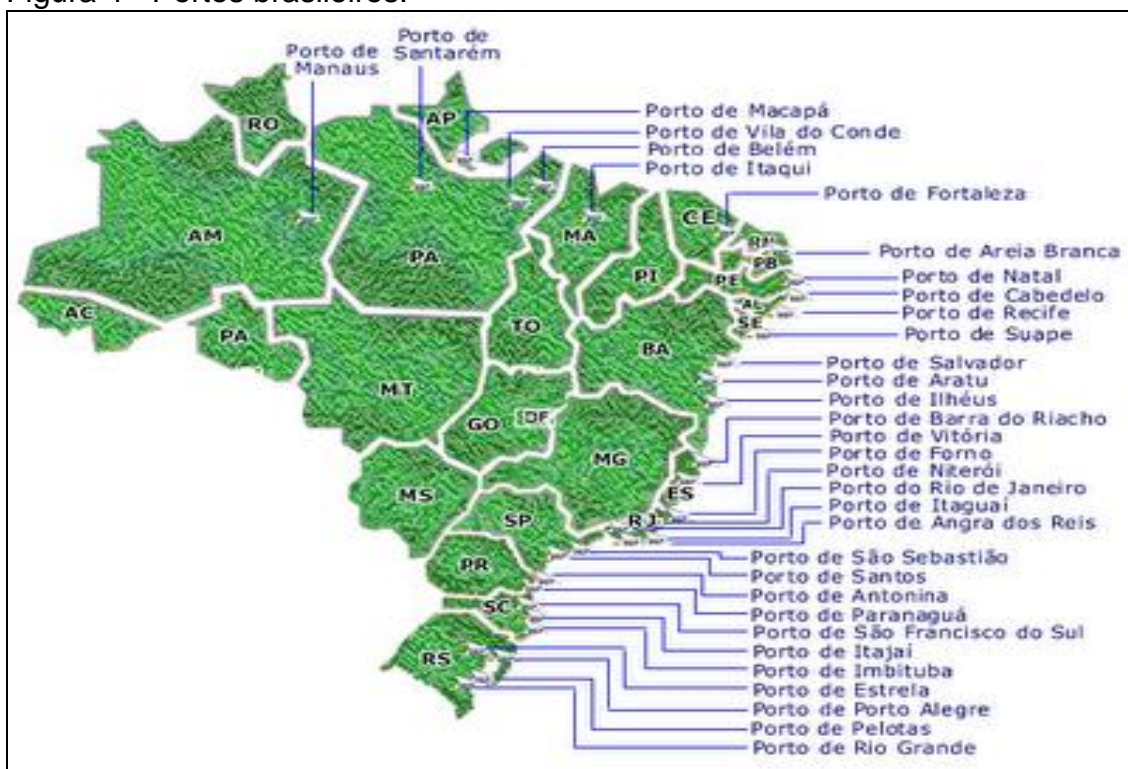 Porto de
Santarém
Porto de
Manaus
RO
AP
Porto de Macapá
Porto de Vila do Conde
Porto de Belém
Porto de Itaqui
Porto de Fortaleza
CE
RN
AM
PA
MA
PI
PE
PB
Porto de Areia Branca
Porto de Natal
Porto de Cabedelo
Porto de Recife
Porto de Suape
AC
PA
TO
AL
SE
BA
Porto de Salvador
Porto de Aratu
Porto de Ilhéus
Porto de Barra do Riacho
Porto de Vitória
Porto de Forno
Porto de Niterói
Porto do Rio de Janeiro
Porto de Itaguaí
Porto de Angra dos Reis
MT
GO
DF
MG
ES
MS
SP
RJ
Porto de São Sebastião
Porto de Santos
Porto de Antonina
Porto de Paranaguá
Porto de São Francisco do Sul
Porto de Itajaí
Porto de Imbituba
Porto de Estrela
Porto de Porto Alegre
Porto de Pelotas
Porto de Rio Grande
PR
SC
RS